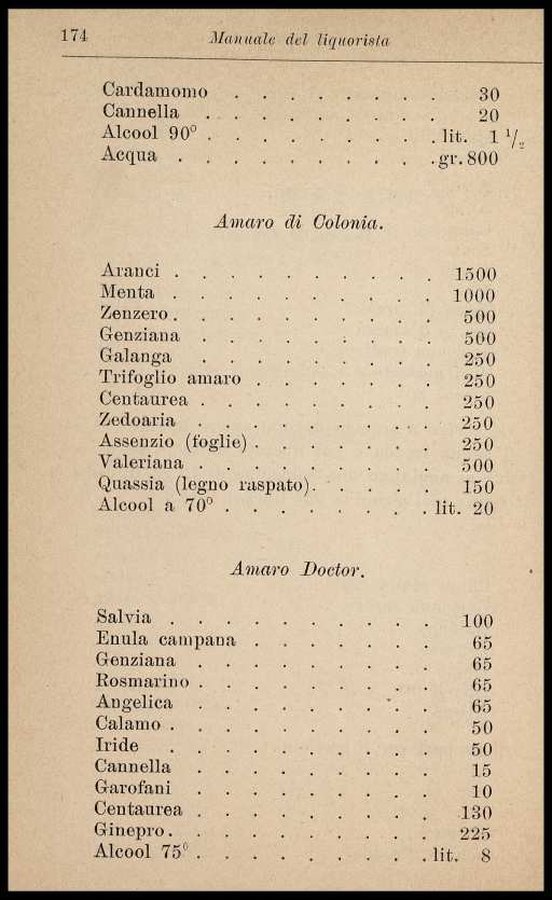 174 Manuale del liquorista
Cardamomo . . . . . . . . 30
Cannella . . . . . . . . . 20
Alcool 90° . . . . . . . . . lit. 1 1/2
Acqua . . . . . . . . . . gr. 800
Amaro di Colonia.
Aranci . . . . . . . . . . 1500
Menta . . . . . . . . . . 1000
Zenzero . . . . . . . . . . 500
Genziana . . . . . . . . . 500
Galanga . . . . . . . . . 250
Trifoglio amaro . . . . . . . 250
Centaurea . . . . . . . . . 250
Zedoaria . . . . . . . . . 250
Assenzio (foglie) . . . . . . . 250
Valeriana . . . . . . . . . 500
Quassia (legno raspato) . . . . . 150
Alcool a 70° . . . . . . . . lit. 20
Amaro Doctor.
Salvia . . . . . . . . . . 100
Enula campana . . . . . . . 65
Genziana . . . . . . . . . 65
Rosmarino . . . . . . . . . 65
Angelica . . . . . . . . . 65
Calamo . . . . . . . . . . 50
Iride . . . . . . . . . . 50
Cannella . . . . . . . . . 15
Garofani . . . . . . . . . 10
Centaurea . . . . . . . . . 130
Ginepro . . . . . . . . . . 225
Alcool 75° . . . . . . . . . lit. 8